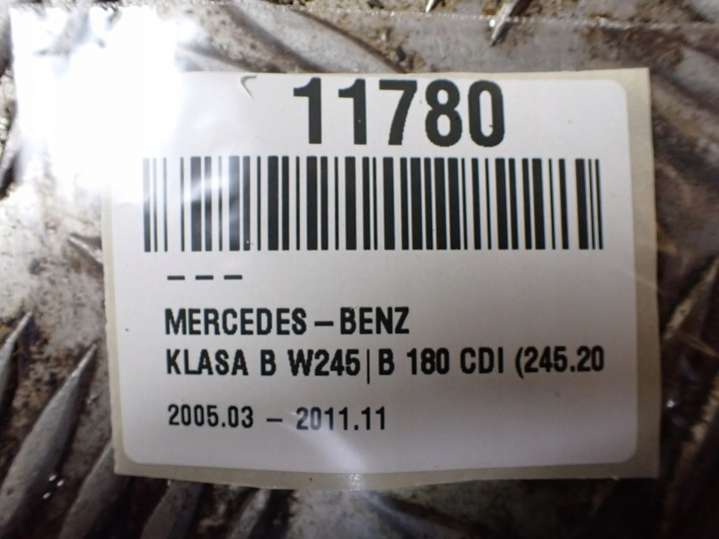 11780
– – –
MERCEDES – BENZ
KLASA B W245|B 180 CDI (245.20
2005.03 – 2011.11